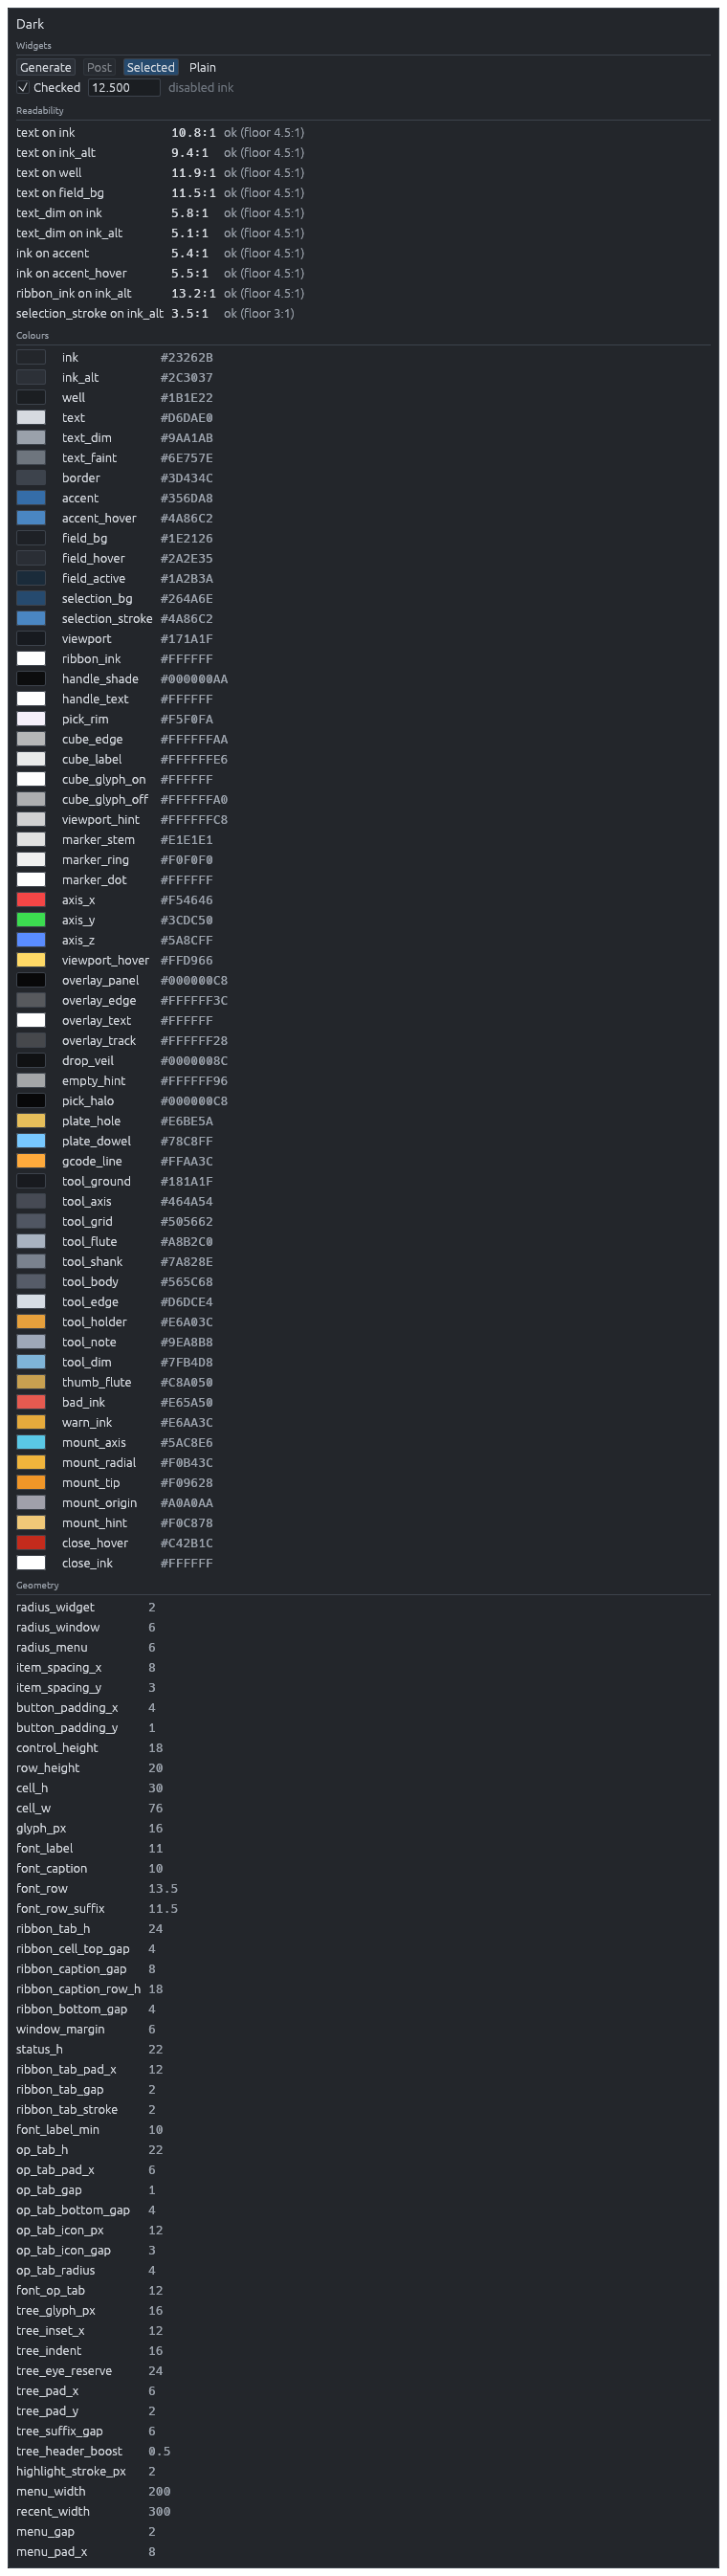 Dark
Widgets
Generate Post Selected Plain
Checked 12.500 disabled ink
Readability
text on ink 10.8:1 ok (floor 4.5:1)
text on ink_alt 9.4:1 ok (floor 4.5:1)
text on well 11.9:1 ok (floor 4.5:1)
text on field_bg 11.5:1 ok (floor 4.5:1)
text_dim on ink 5.8:1 ok (floor 4.5:1)
text_dim on ink_alt 5.1:1 ok (floor 4.5:1)
ink on accent 5.4:1 ok (floor 4.5:1)
ink on accent_hover 5.5:1 ok (floor 4.5:1)
ribbon_ink on ink_alt 13.2:1 ok (floor 4.5:1)
selection_stroke on ink_alt 3.5:1 ok (floor 3:1)
Colours
ink #23262B
ink_alt #2C3037
well #1B1E22
text #D6DAE0
text_dim #9AA1AB
text_faint #6E757E
border #3D434C
accent #356DA8
accent_hover #4A86C2
field_bg #1E2126
field_hover #2A2E35
field_active #1A2B3A
selection_bg #264A6E
selection_stroke #4A86C2
viewport #171A1F
ribbon_ink #FFFFFF
handle_shade #000000AA
handle_text #FFFFFF
pick_rim #F5F0FA
cube_edge #FFFFFFAA
cube_label #FFFFFFE6
cube_glyph_on #FFFFFF
cube_glyph_off #FFFFFFA0
viewport_hint #FFFFFFC8
marker_stem #E1E1E1
marker_ring #F0F0F0
marker_dot #FFFFFF
axis_x #F54646
axis_y #3CDC50
axis_z #5A8CFF
viewport_hover #FFD966
overlay_panel #000000C8
overlay_edge #FFFFFF3C
overlay_text #FFFFFF
overlay_track #FFFFFF28
drop_veil #0000008C
empty_hint #FFFFFF96
pick_halo #000000C8
plate_hole #E6BE5A
plate_dowel #78C8FF
gcode_line #FFAA3C
tool_ground #181A1F
tool_axis #464A54
tool_grid #505662
tool_flute #A8B2C0
tool_shank #7A828E
tool_body #565C68
tool_edge #D6DCE4
tool_holder #E6A03C
tool_note #9EA8B8
tool_dim #7FB4D8
thumb_flute #C8A050
bad_ink #E65A50
warn_ink #E6AA3C
mount_axis #5AC8E6
mount_radial #F0B43C
mount_tip #F09628
mount_origin #A0A0AA
mount_hint #F0C878
close_hover #C42B1C
close_ink #FFFFFF
Geometry
radius_widget 2
radius_window 6
radius_menu 6
item_spacing_x 8
item_spacing_y 3
button_padding_x 4
button_padding_y 1
control_height 18
row_height 20
cell_h 30
cell_w 76
glyph_px 16
font_label 11
font_caption 10
font_row 13.5
font_row_suffix 11.5
ribbon_tab_h 24
ribbon_cell_top_gap 4
ribbon_caption_gap 8
ribbon_caption_row_h 18
ribbon_bottom_gap 4
window_margin 6
status_h 22
ribbon_tab_pad_x 12
ribbon_tab_gap 2
ribbon_tab_stroke 2
font_label_min 10
op_tab_h 22
op_tab_pad_x 6
op_tab_gap 1
op_tab_bottom_gap 4
op_tab_icon_px 12
op_tab_icon_gap 3
op_tab_radius 4
font_op_tab 12
tree_glyph_px 16
tree_inset_x 12
tree_indent 16
tree_eye_reserve 24
tree_pad_x 6
tree_pad_y 2
tree_suffix_gap 6
tree_header_boost 0.5
highlight_stroke_px 2
menu_width 200
recent_width 300
menu_gap 2
menu_pad_x 8